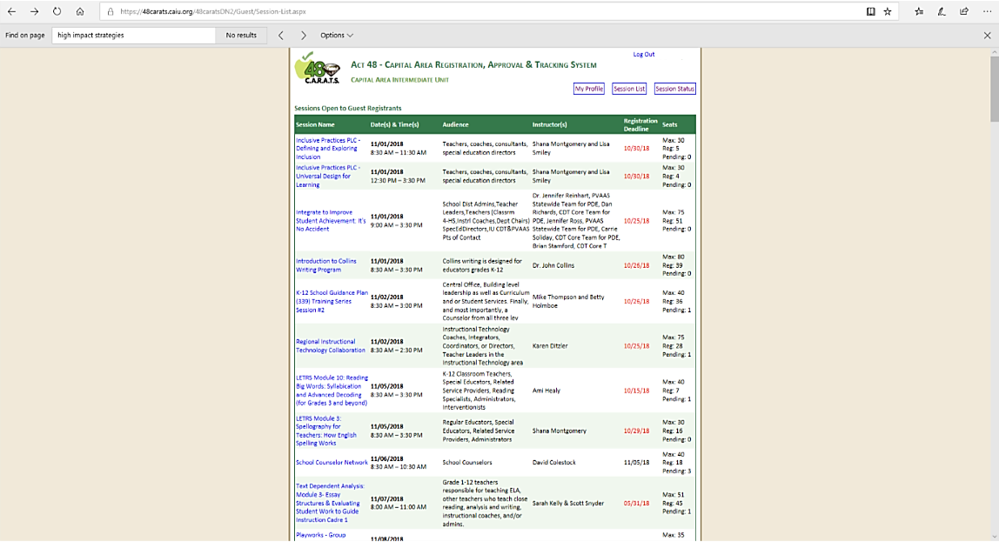 https://48carats.caiu.org/48caratsDN2/Guest/Session-List.aspx
Find on page
high impact strategies
No results
Options
48
C.A.R.A.T.S.
Act 48 - Capital Area Registration, Approval & Tracking System
Capital Area Intermediate Unit
Log Out
My Profile
Session List
Session Status
Sessions Open to Guest Registrants
Session Name
Date(s) & Time(s)
Audience
Instructor(s)
Registration
Deadline
Seats
Inclusive Practices PLC -
Defining and Exploring
Inclusion
11/01/2018
8:30 AM – 11:30 AM
Teachers, coaches, consultants,
special education directors
Shana Montgomery and Lisa
Smiley
10/30/18
Max: 30
Reg: 5
Pending: 0
Inclusive Practices PLC -
Universal Design for
Learning
11/01/2018
12:30 PM – 3:30 PM
Teachers, coaches, consultants,
special education directors
Shana Montgomery and Lisa
Smiley
10/30/18
Max: 30
Reg: 4
Pending: 0
Integrate to Improve
Student Achievement: It's
No Accident
11/01/2018
9:00 AM – 3:30 PM
School Dist Admins,Teacher
Leaders,Teachers (Classrm
4-HS,Instrl Coaches,Dept Chairs)
SpecEdDirectors,IU CDT&PVAAS
Pts of Contact
Dr. Jennifer Reinhart, PVAAS
Statewide Team for PDE, Dan
Richards, CDT Core Team for
PDE, Jennifer Ross, PVAAS
Statewide Team for PDE, Carrie
Soliday, CDT Core Team for PDE,
Brian Stamford, CDT Core T
10/25/18
Max: 75
Reg: 51
Pending: 0
Introduction to Collins
Writing Program
11/01/2018
8:30 AM – 3:30 PM
Collins writing is designed for
educators grades K-12
Dr. John Collins
10/26/18
Max: 80
Reg: 39
Pending: 0
K-12 School Guidance Plan
(339) Training Series
Session #2
11/02/2018
8:30 AM – 3:00 PM
Central Office, Building level
leadership as well as Curriculum
and or Student Services. Finally,
and most importantly, a
Counselor from all three lev
Mike Thompson and Betty
Holmboe
10/26/18
Max: 40
Reg: 36
Pending: 1
Regional Instructional
Technology Collaboration
11/02/2018
8:30 AM – 2:30 PM
Instructional Technology
Coaches, Integrators,
Coordinators, or Directors,
Teacher Leaders in the
Instructional Technology area
Karen Ditzler
10/25/18
Max: 75
Reg: 28
Pending: 1
LETRS Module 10: Reading
Big Words: Syllabication
and Advanced Decoding
(for Grades 3 and beyond)
11/05/2018
8:30 AM – 3:30 PM
K-12 Classroom Teachers,
Special Educators, Related
Service Providers, Reading
Specialists, Administrators,
Interventionists
Ami Healy
10/15/18
Max: 40
Reg: 7
Pending: 1
LETRS Module 3:
Spellography for
Teachers: How English
Spelling Works
11/05/2018
8:30 AM – 3:30 PM
Regular Educators, Special
Educators, Related Service
Providers, Administrators
Shana Montgomery
10/29/18
Max: 30
Reg: 16
Pending: 0
School Counselor Network
11/06/2018
8:30 AM – 10:30 AM
School Counselors
David Colestock
11/05/18
Max: 40
Reg: 18
Pending: 3
Text Dependent Analysis:
Module 3- Essay
Structures & Evaluating
Student Work to Guide
Instruction Cadre 1
11/07/2018
8:00 AM – 11:00 AM
Grade 1-12 teachers
responsible for teaching ELA,
other teachers who teach close
reading, analysis and writing,
instructional coaches, and/or
admins.
Sarah Kelly & Scott Snyder
05/31/18
Max: 51
Reg: 45
Pending: 1
Playworks - Group
11/08/2018
Max: 35